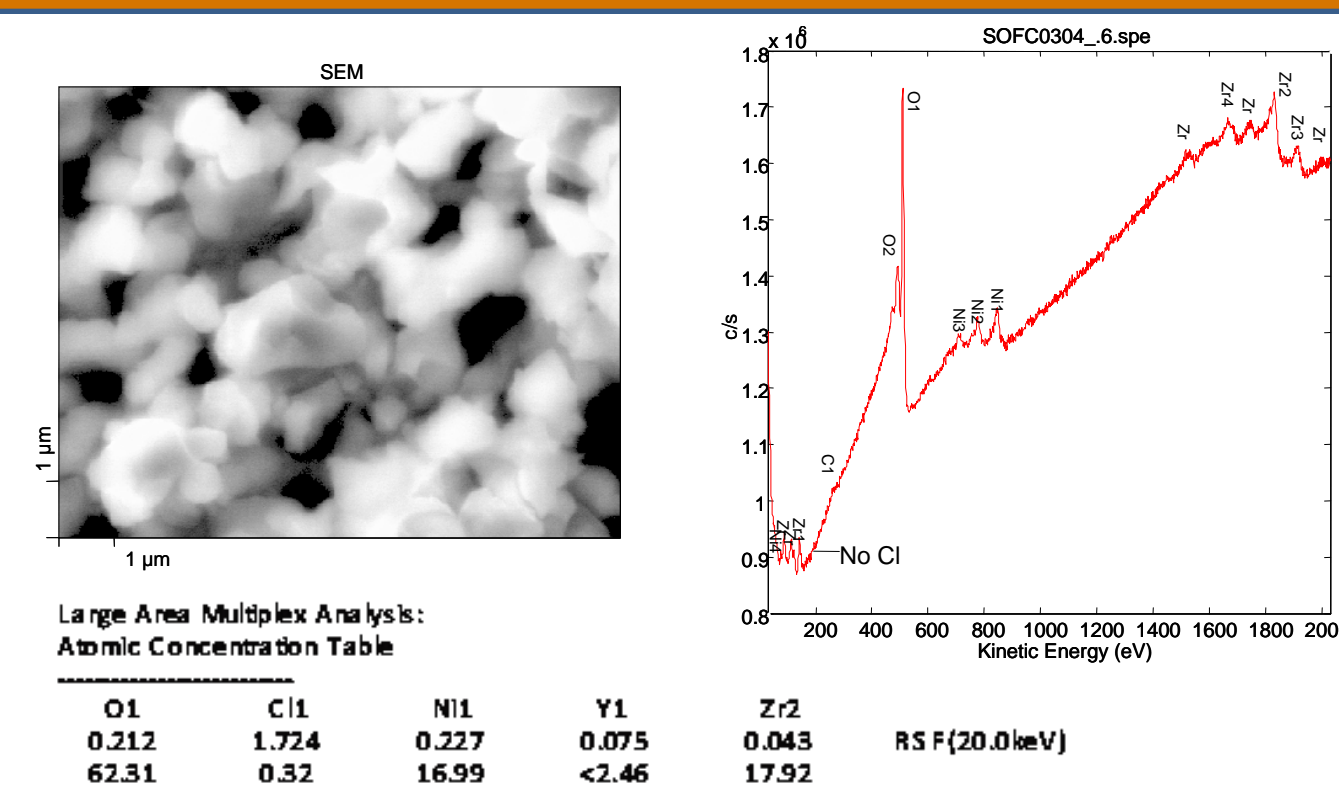 SEM
1 µm
1 µm
SOFC0304_.6.spe
x 10^6
1.8
1.7
1.6
1.5
1.4
1.3
1.2
1.1
1
0.9
0.8
c/s
O1
O2
C1
Ni3
Ni2
Ni1
Zr
Zr4
Zr
Zr2
Zr3
Zr
Ni4
Zr1
No Cl
200 400 600 800 1000 1200 1400 1600 1800 200
Kinetic Energy (eV)
Large Area Multiplex Analysis:
Atomic Concentration Table
-------------------------
O1 Cl1 Ni1 Y1 Zr2
0.212 1.724 0.227 0.075 0.043 RSF(20.0keV)
62.31 0.32 16.99 <2.46 17.92